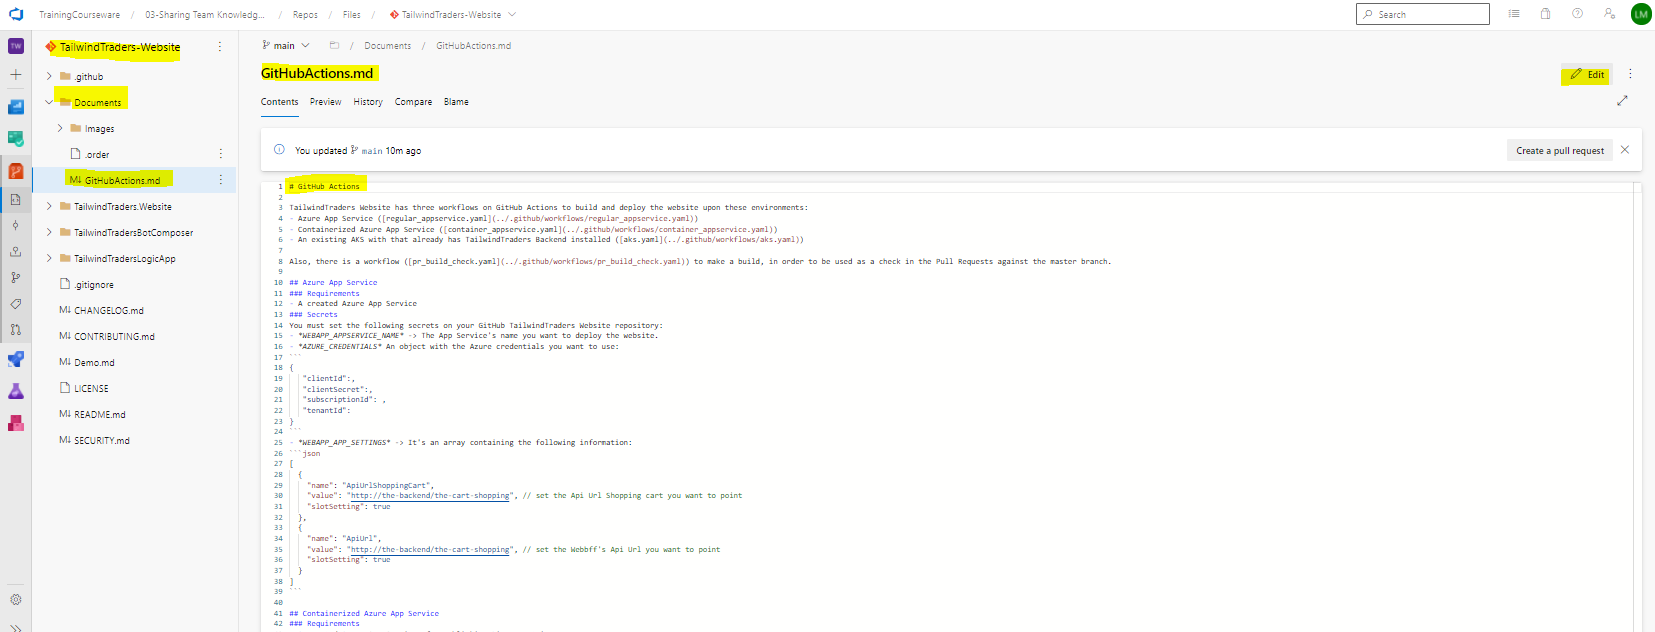 TrainingCourseware / 03-Sharing Team Knowledg... / Repos / Files / TailwindTraders-Website
Search
LM
TW
TailwindTraders-Website
.github
Documents
Images
.order
GitHubActions.md
TailwindTraders.Website
TailwindTradersBotComposer
TailwindTradersLogicApp
.gitignore
CHANGELOG.md
CONTRIBUTING.md
Demo.md
LICENSE
README.md
SECURITY.md
main / Documents / GitHubActions.md
GitHubActions.md
Edit
Contents Preview History Compare Blame
You updated main 10m ago
Create a pull request
1 # GitHub Actions
2
3 TailwindTraders Website has three workflows on GitHub Actions to build and deploy the website upon these environments:
4 - Azure App Service ([regular_appservice.yaml](../.github/workflows/regular_appservice.yaml))
5 - Containerized Azure App Service ([container_appservice.yaml](../.github/workflows/container_appservice.yaml))
6 - An existing AKS with that already has TailwindTraders Backend installed ([aks.yaml](../.github/workflows/aks.yaml))
7
8 Also, there is a workflow ([pr_build_check.yaml](../.github/workflows/pr_build_check.yaml)) to make a build, in order to be used as a check in the Pull Requests against the master branch.
9
10 ## Azure App Service
11 ### Requirements
12 - A created Azure App Service
13 ### Secrets
14 You must set the following secrets on your GitHub TailwindTraders Website repository:
15 - *WEBAPP_APPSERVICE_NAME* -> The App Service's name you want to deploy the website.
16 - *AZURE_CREDENTIALS* An object with the Azure credentials you want to use:
17 ```
18 {
19 "clientId":,
20 "clientSecret":,
21 "subscriptionId": ,
22 "tenantId":
23 }
24 ```
25 - *WEBAPP_APP_SETTINGS* -> It's an array containing the following information:
26 ```json
27 [
28 {
29 "name": "ApiUrlShoppingCart",
30 "value": "http://the-backend/the-cart-shopping", // set the Api Url Shopping cart you want to point
31 "slotSetting": true
32 },
33 {
34 "name": "ApiUrl",
35 "value": "http://the-backend/the-cart-shopping", // set the Webbff's Api Url you want to point
36 "slotSetting": true
37 }
38 ]
39 ```
40
41 ## Containerized Azure App Service
42 ### Requirements